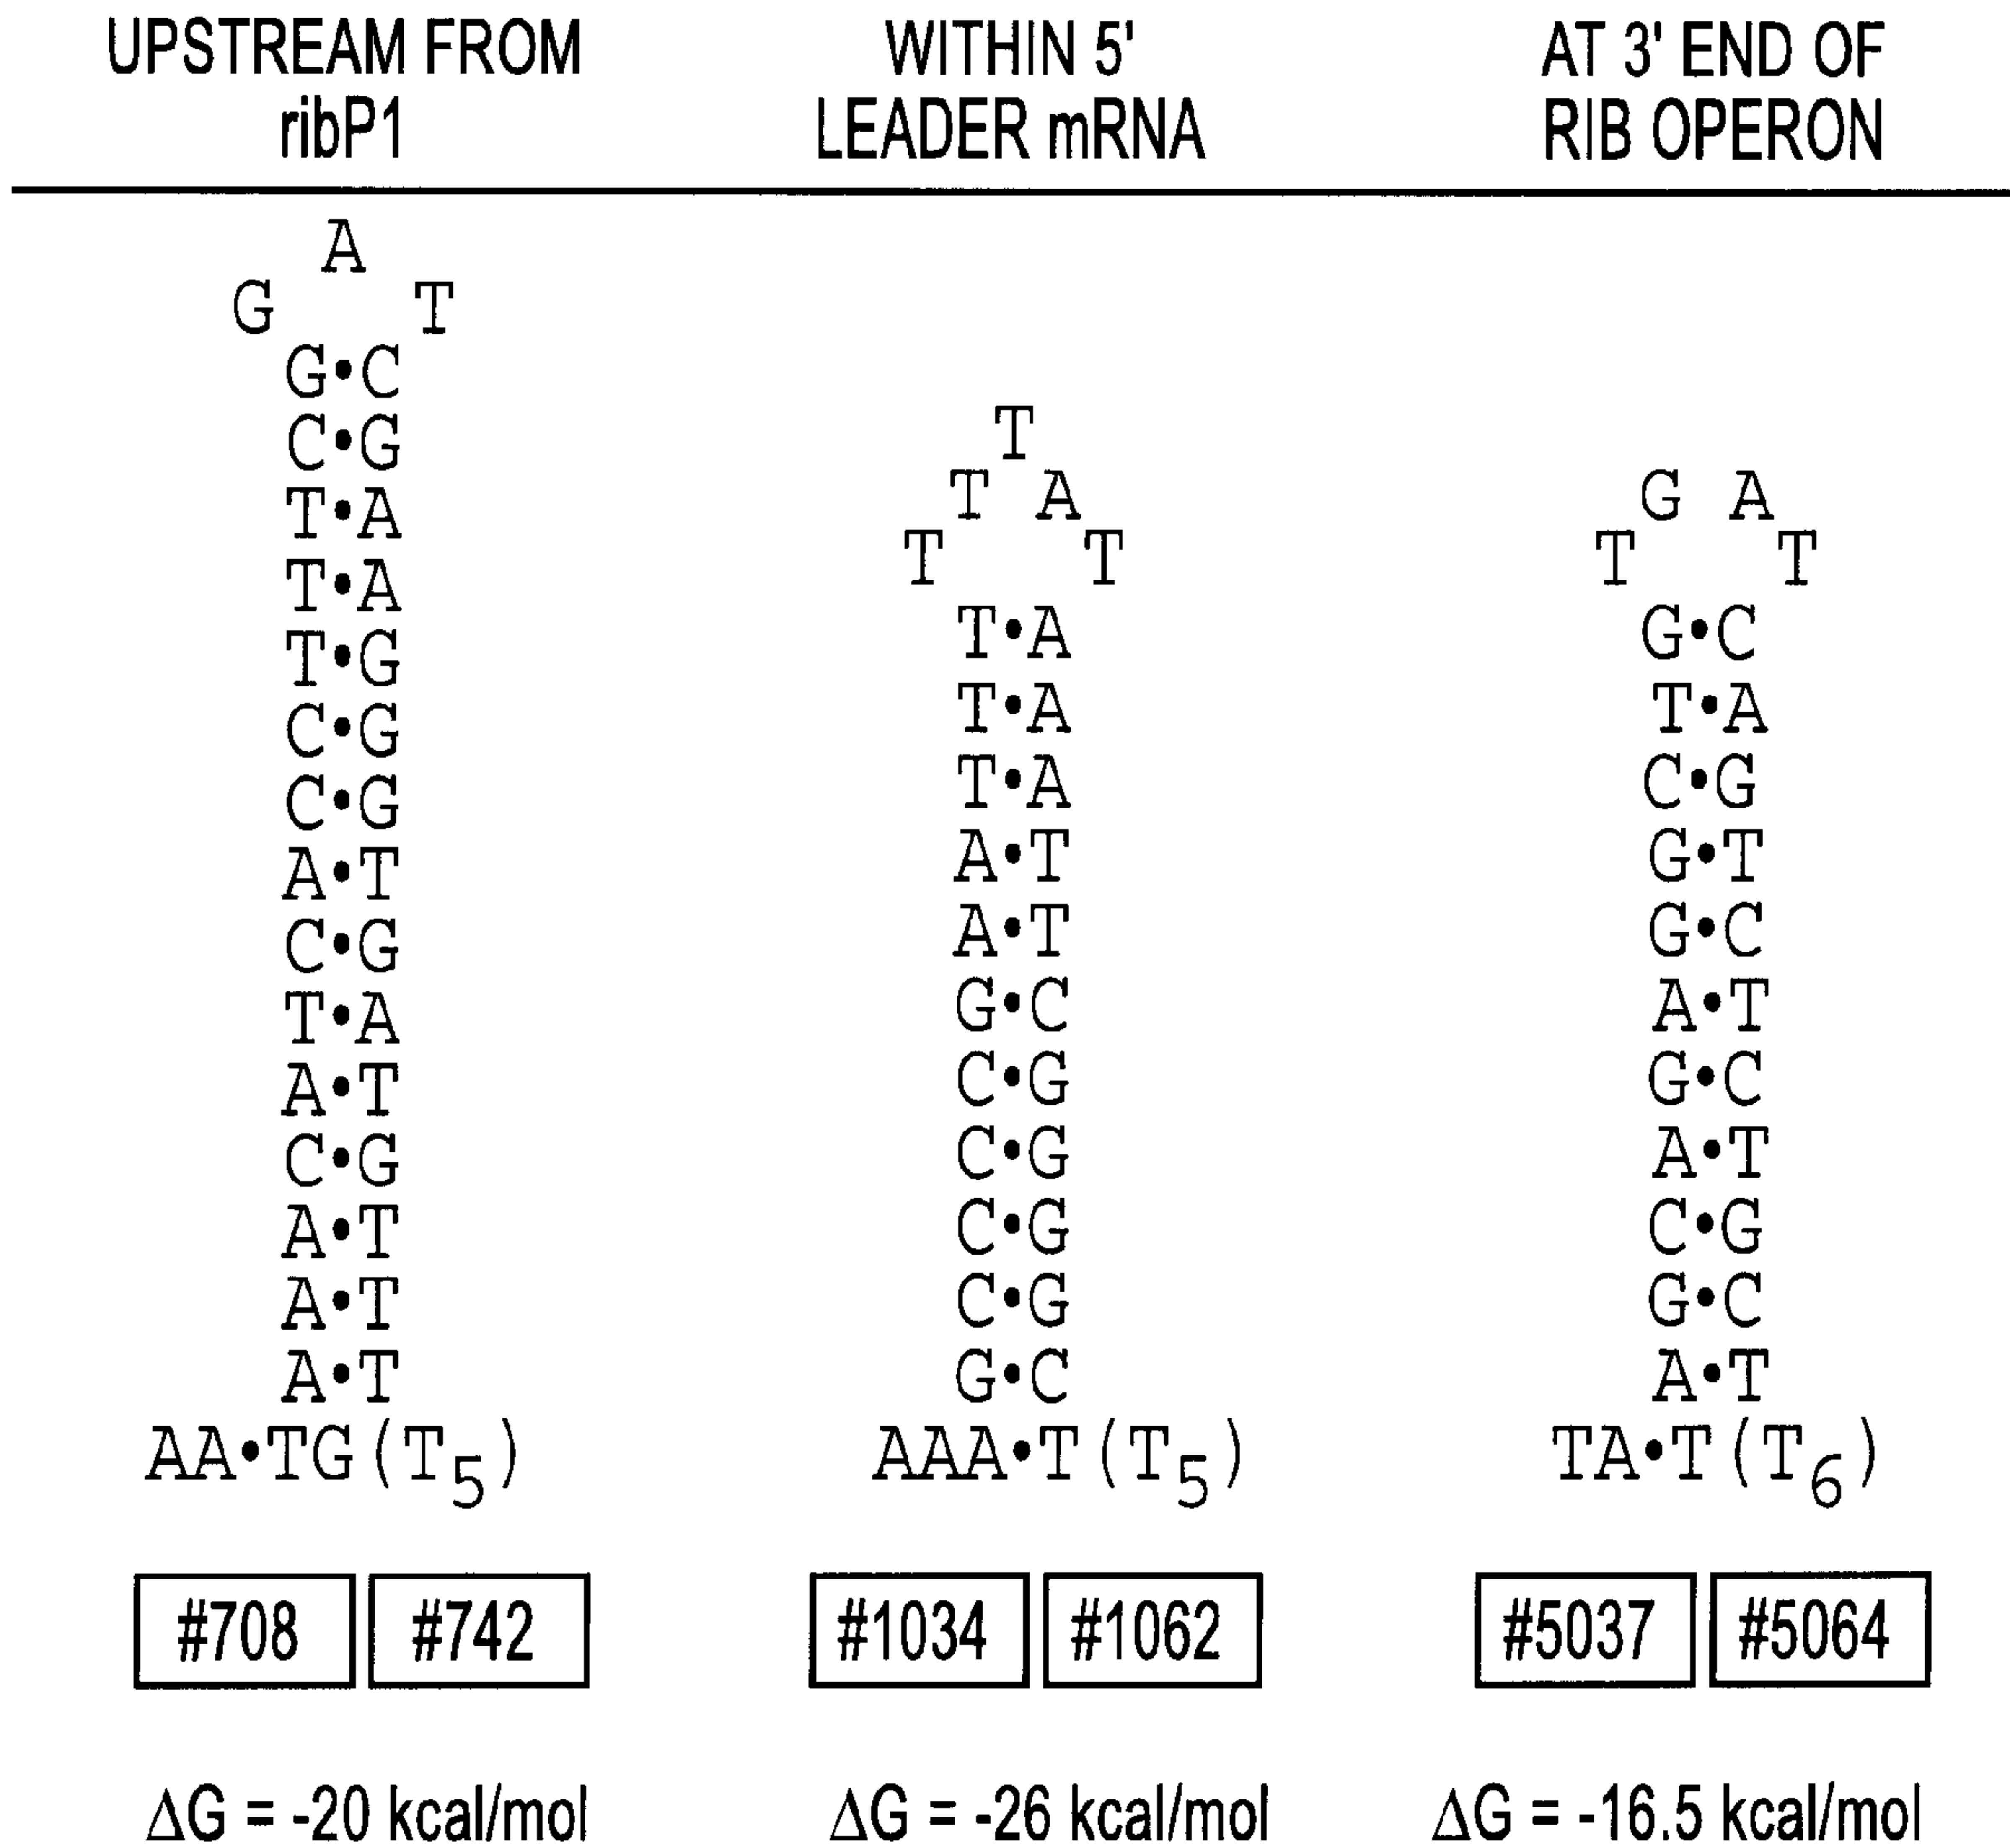 UPSTREAM FROM
ribP1
WITHIN 5'
LEADER mRNA
AT 3' END OF
RIB OPERON
A
G T
G•C
C•G
T•A
T•A
T•G
C•G
C•G
A•T
C•G
T•A
A•T
C•G
A•T
A•T
A•T
AA•TG(T5)
#708 #742
ΔG = -20 kcal/mol
T
T A
T T
T•A
T•A
T•A
A•T
A•T
G•C
C•G
C•G
C•G
C•G
G•C
AAA•T(T5)
#1034 #1062
ΔG = -26 kcal/mol
G A
T T
G•C
T•A
C•G
G•T
G•C
A•T
G•C
A•T
C•G
G•C
A•T
TA•T(T6)
#5037 #5064
ΔG = -16.5 kcal/mol